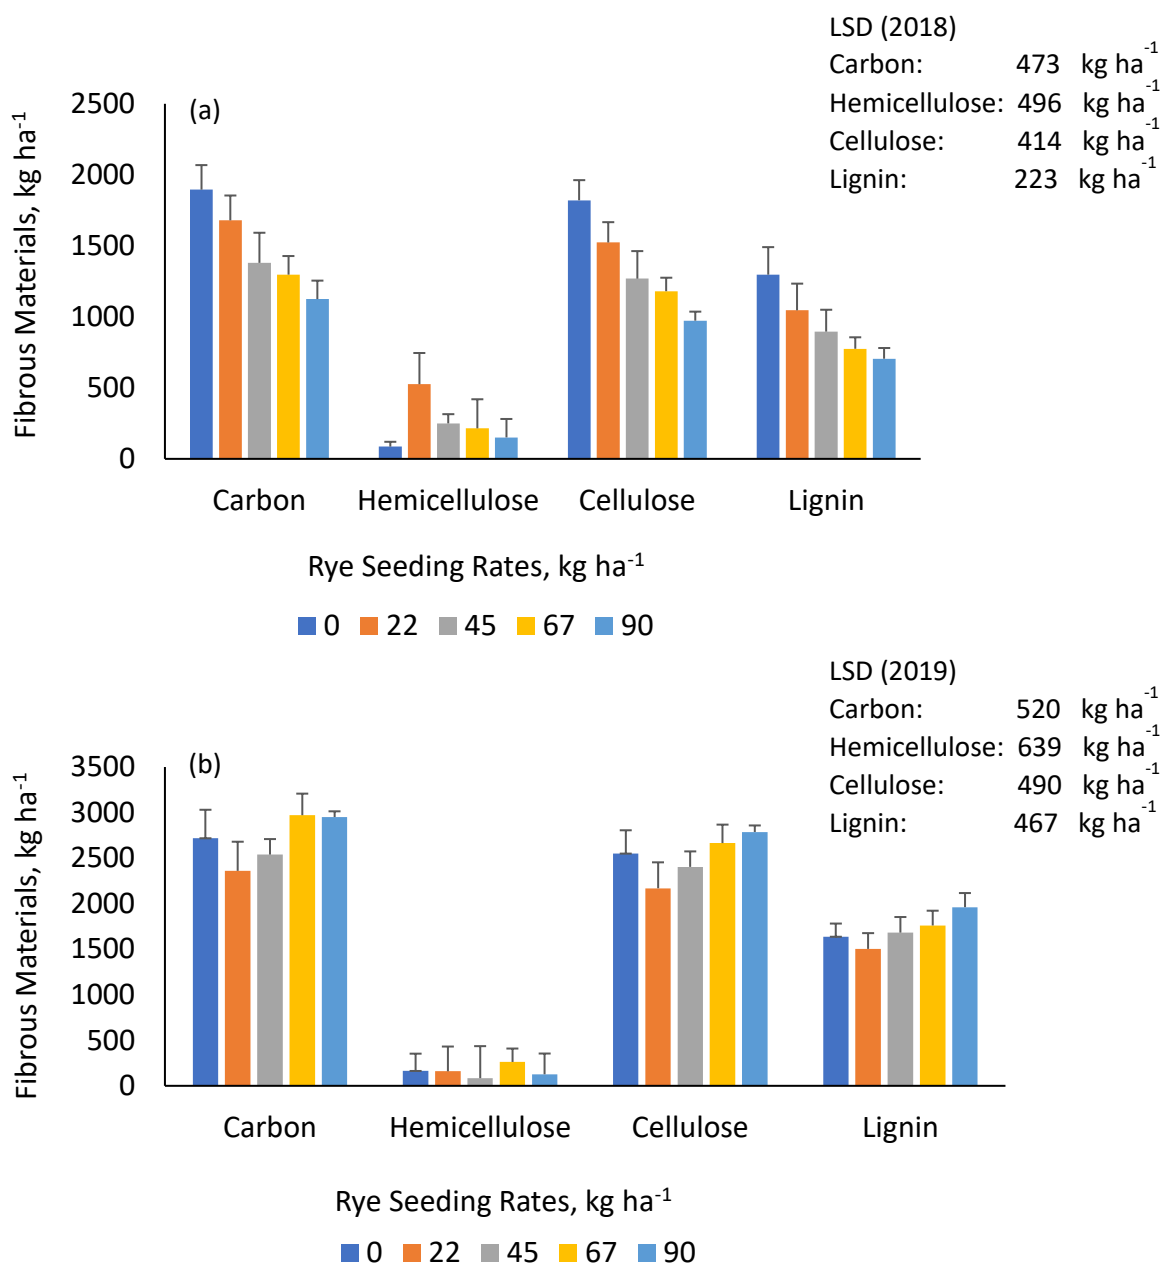 LSD (2018)
Carbon: 473 kg ha-1
Hemicellulose: 496 kg ha-1
Cellulose: 414 kg ha-1
Lignin: 223 kg ha-1
(a)
Fibrous Materials, kg ha-1
2500
2000
1500
1000
500
0
Carbon Hemicellulose Cellulose Lignin
Rye Seeding Rates, kg ha-1
0 22 45 67 90
LSD (2019)
Carbon: 520 kg ha-1
Hemicellulose: 639 kg ha-1
Cellulose: 490 kg ha-1
Lignin: 467 kg ha-1
(b)
Fibrous Materials, kg ha-1
3500
3000
2500
2000
1500
1000
500
0
Carbon Hemicellulose Cellulose Lignin
Rye Seeding Rates, kg ha-1
0 22 45 67 90